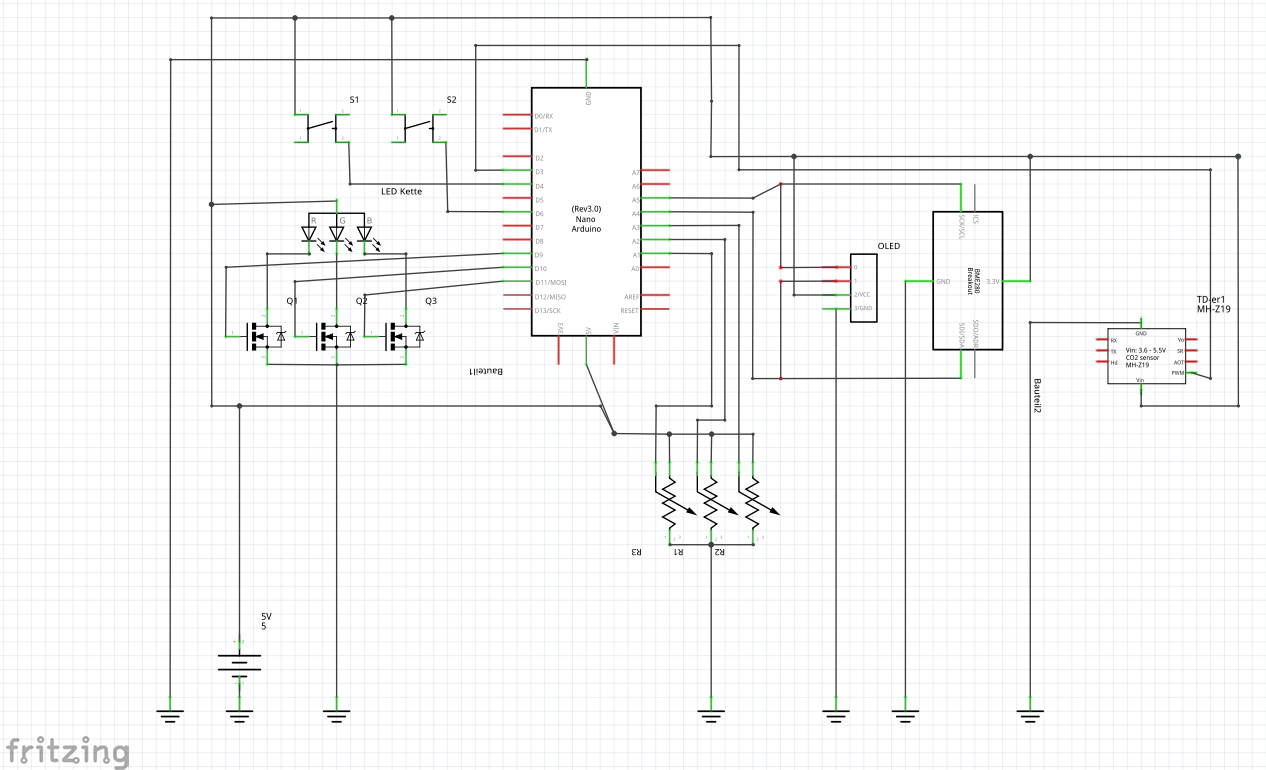 S1
S2
GND
D0/RX
D1/TX
D2
D3
D4
D5
D6
D7
D8
D9
D10
D11/MOSI
D12/MISO
D13/SCK
A7
A6
A5
A4
A3
A2
A1
A0
AREF
RESET
(Rev3.0)
Nano
Arduino
3V3
V5
VIN
Bauteil1
LED Kette
R
G
B
Q1
Q2
Q3
OLED
0
1
2/VCC
3/GND
SCK/SCL
!CS
GND
BME280
Breakout
3.3V
SDI/SDA
SDO/ADR
TD-er1
MH-Z19
GND
RX
TX
Hd
Vin: 3.6 - 5.5V
CO2 sensor
MH-Z19
Vo
SR
AOT
PWM
Vin
Bauteil2
R3
R1
R2
5V
5
fritzing